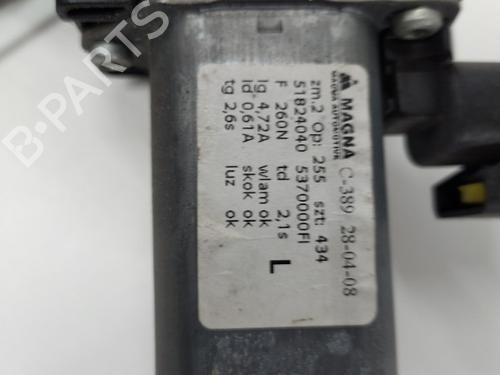 MAGNA C-389 28-04-08
MAGNA AUTOMOTIVE
zm.2 Op: 255 szt: 434
51824040 5370000FI
F 260N td 2,1s
Ig 4,72A wlam ok L
Id 0,61A skok ok
tg 2,6s luz ok
B-Parts